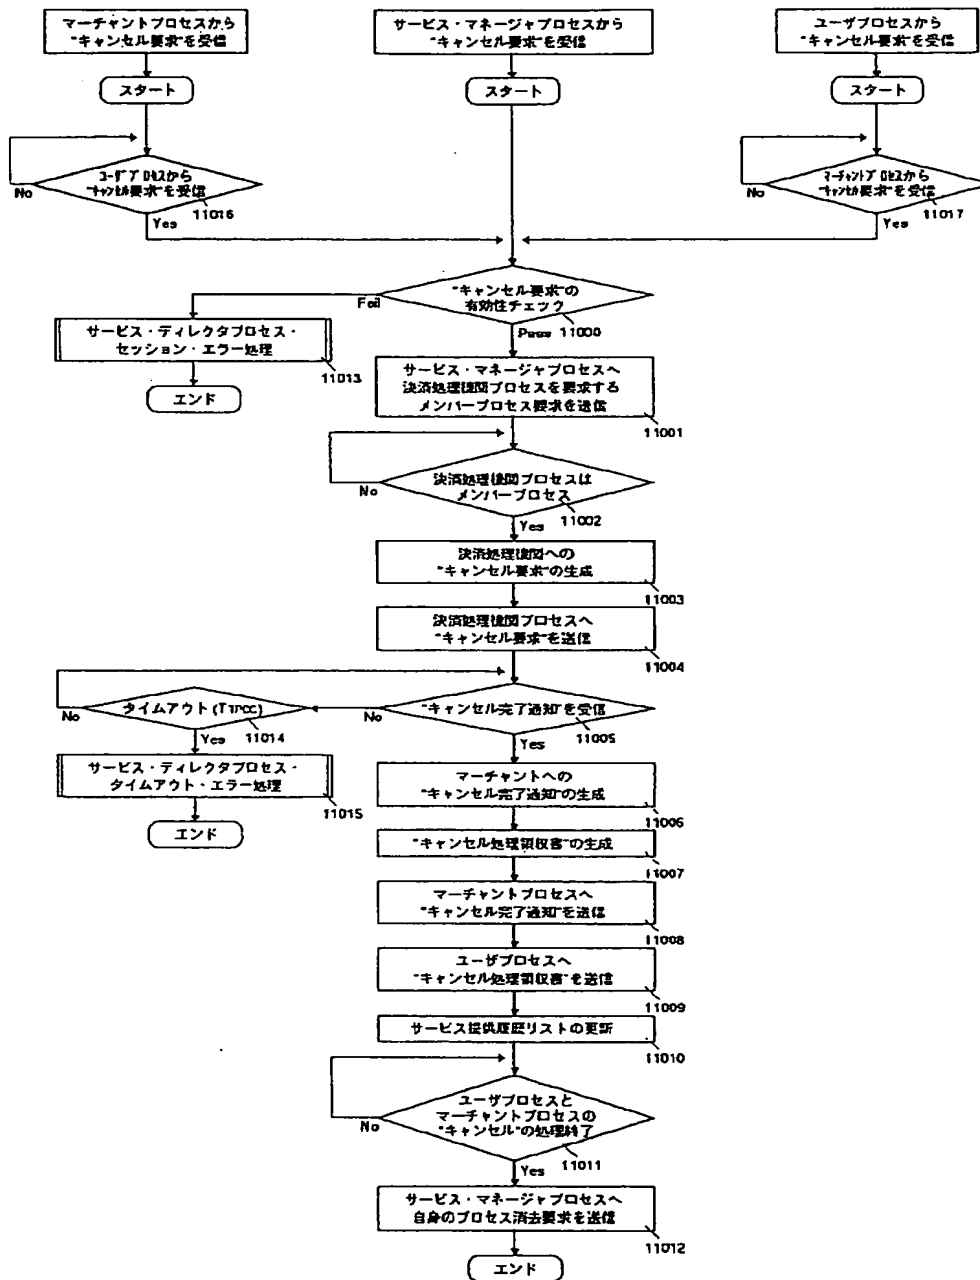 マーチャントプロセスから
"キャンセル要求"を受信
サービス・マネージャプロセスから
"キャンセル要求"を受信
ユーザプロセスから
"キャンセル要求"を受信
スタート
スタート
スタート
ユーザプロセスから
"キャンセル要求"を受信
No
11016
Yes
マーチャントプロセスから
"キャンセル要求"を受信
No
11017
Yes
"キャンセル要求"の
有効性チェック
Fail
11000
Pass
サービス・ディレクタプロセス・
セッション・エラー処理
11013
エンド
サービス・マネージャプロセスへ
決済処理機関プロセスを要求する
メンバープロセス要求を送信
11001
決済処理機関プロセスは
メンバープロセス
No
11002
Yes
決済処理機関への
"キャンセル要求"の生成
11003
決済処理機関プロセスへ
"キャンセル要求"を送信
11004
"キャンセル完了通知"を受信
No
11005
Yes
タイムアウト(TTPCC)
No
11014
Yes
サービス・ディレクタプロセス・
タイムアウト・エラー処理
11015
エンド
マーチャントへの
"キャンセル完了通知"の生成
11006
"キャンセル処理領収書"の生成
11007
マーチャントプロセスへ
"キャンセル完了通知"を送信
11008
ユーザプロセスへ
"キャンセル処理領収書"を送信
11009
サービス提供履歴リストの更新
11010
ユーザプロセスと
マーチャントプロセスの
"キャンセル"の処理終了
No
11011
Yes
サービス・マネージャプロセスへ
自身のプロセス消去要求を送信
11012
エンド